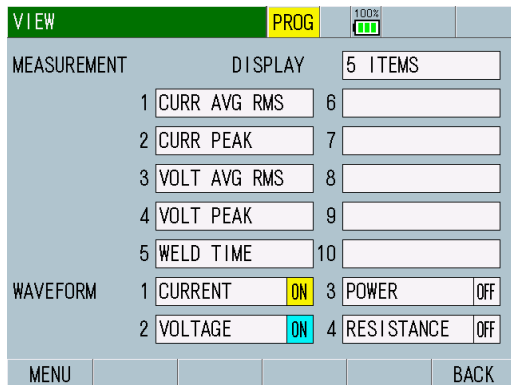 VIEW PROG 100%
MEASUREMENT DISPLAY 5 ITEMS
1 CURR AVG RMS 6
2 CURR PEAK 7
3 VOLT AVG RMS 8
4 VOLT PEAK 9
5 WELD TIME 10
WAVEFORM 1 CURRENT ON 3 POWER OFF
2 VOLTAGE ON 4 RESISTANCE OFF
MENU BACK